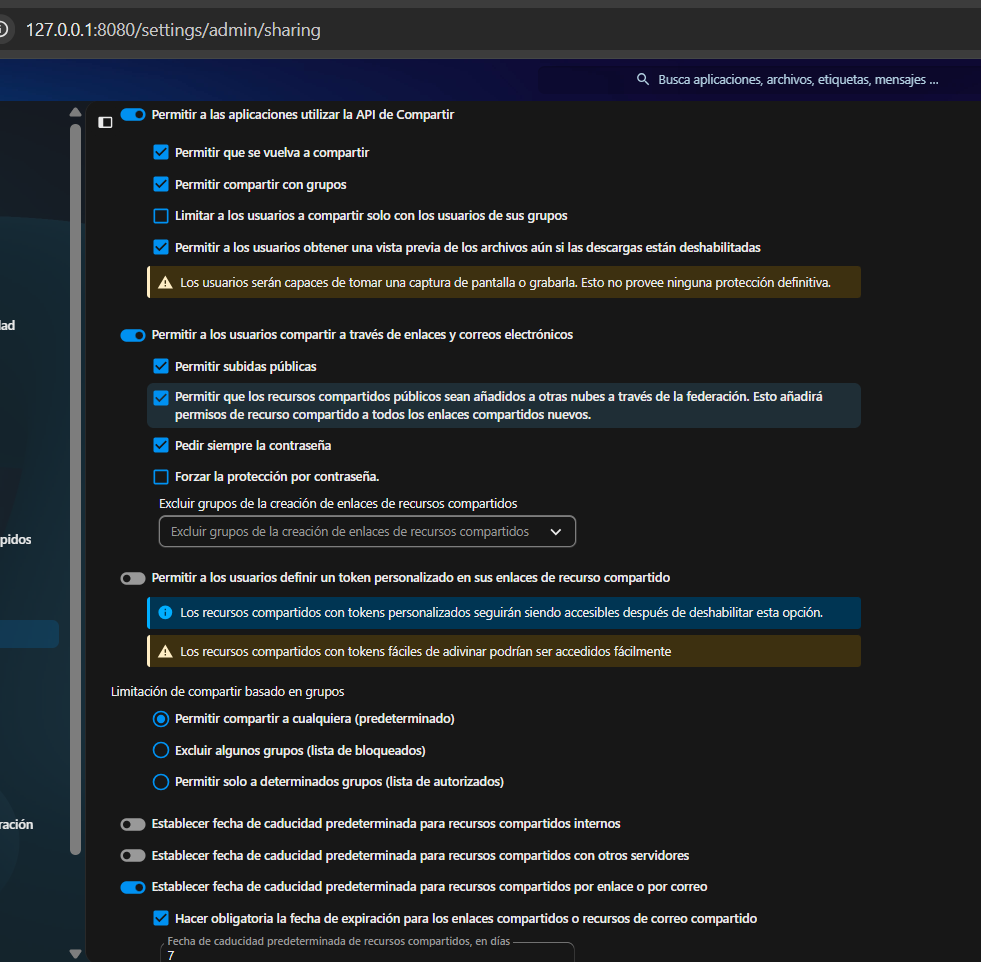 127.0.0.1:8080/settings/admin/sharing
Busca aplicaciones, archivos, etiquetas, mensajes ...
Permitir a las aplicaciones utilizar la API de Compartir
Permitir que se vuelva a compartir
Permitir compartir con grupos
Limitar a los usuarios a compartir solo con los usuarios de sus grupos
Permitir a los usuarios obtener una vista previa de los archivos aún si las descargas están deshabilitadas
Los usuarios serán capaces de tomar una captura de pantalla o grabarla. Esto no provee ninguna protección definitiva.
dad
Permitir a los usuarios compartir a través de enlaces y correos electrónicos
Permitir subidas públicas
Permitir que los recursos compartidos públicos sean añadidos a otras nubes a través de la federación. Esto añadirá
permisos de recurso compartido a todos los enlaces compartidos nuevos.
Pedir siempre la contraseña
Forzar la protección por contraseña.
Excluir grupos de la creación de enlaces de recursos compartidos
Excluir grupos de la creación de enlaces de recursos compartidos
pidos
Permitir a los usuarios definir un token personalizado en sus enlaces de recurso compartido
Los recursos compartidos con tokens personalizados seguirán siendo accesibles después de deshabilitar esta opción.
Los recursos compartidos con tokens fáciles de adivinar podrían ser accedidos fácilmente
Limitación de compartir basado en grupos
Permitir compartir a cualquiera (predeterminado)
Excluir algunos grupos (lista de bloqueados)
Permitir solo a determinados grupos (lista de autorizados)
ración
Establecer fecha de caducidad predeterminada para recursos compartidos internos
Establecer fecha de caducidad predeterminada para recursos compartidos con otros servidores
Establecer fecha de caducidad predeterminada para recursos compartidos por enlace o por correo
Hacer obligatoria la fecha de expiración para los enlaces compartidos o recursos de correo compartido
Fecha de caducidad predeterminada de recursos compartidos, en días
7